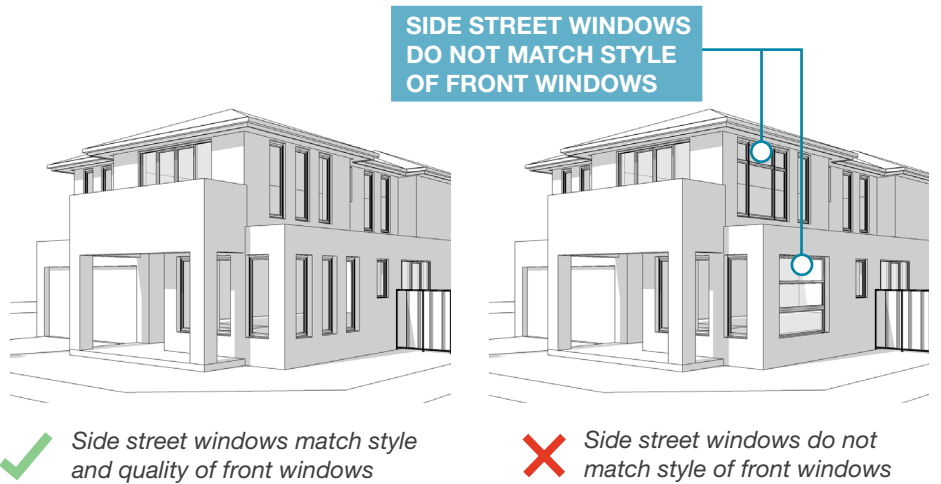 SIDE STREET WINDOWS
DO NOT MATCH STYLE
OF FRONT WINDOWS
Side street windows match style
and quality of front windows
Side street windows do not
match style of front windows